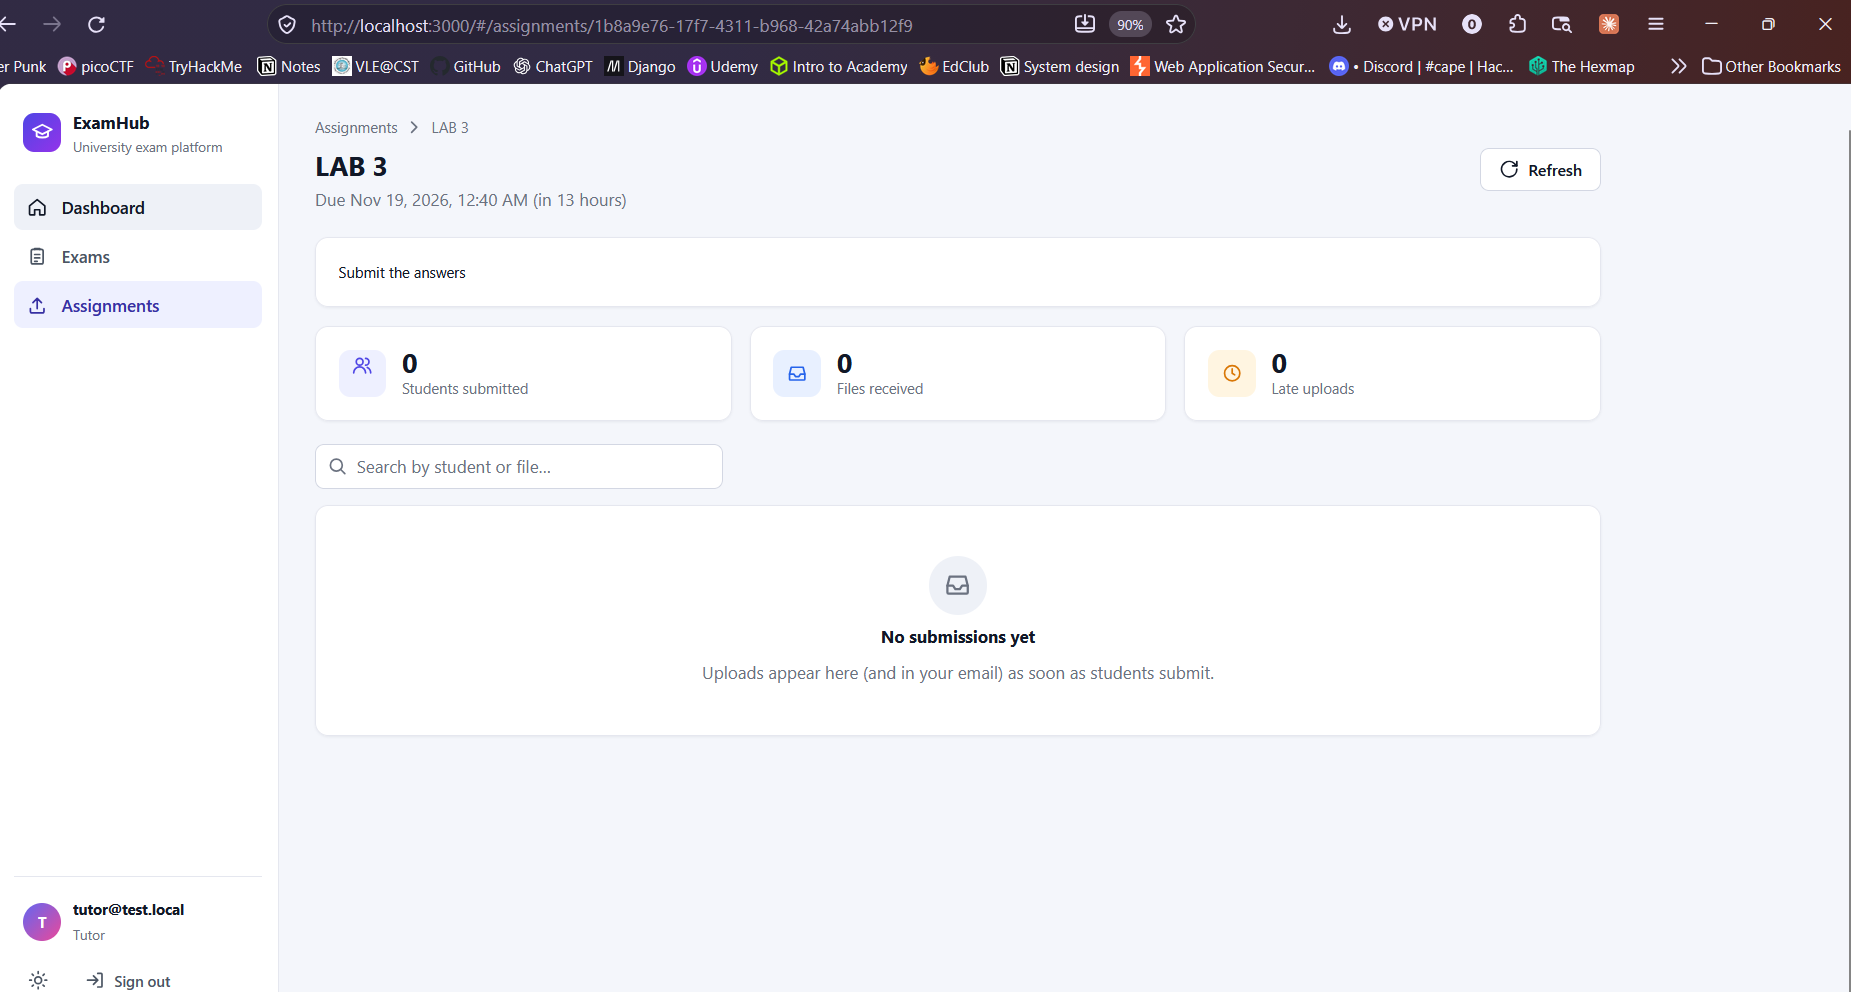 http://localhost:3000/#/assignments/1b8a9e76-17f7-4311-b968-42a74abb12f9
90%
VPN
er Punk
picoCTF
TryHackMe
Notes
VLE@CST
GitHub
ChatGPT
Django
Udemy
Intro to Academy
EdClub
System design
Web Application Secur...
• Discord | #cape | Hac...
The Hexmap
Other Bookmarks
ExamHub
University exam platform
Dashboard
Exams
Assignments
tutor@test.local
T
Tutor
Sign out
Assignments > LAB 3
LAB 3
Due Nov 19, 2026, 12:40 AM (in 13 hours)
Refresh
Submit the answers
0
Students submitted
0
Files received
0
Late uploads
Search by student or file...
No submissions yet
Uploads appear here (and in your email) as soon as students submit.